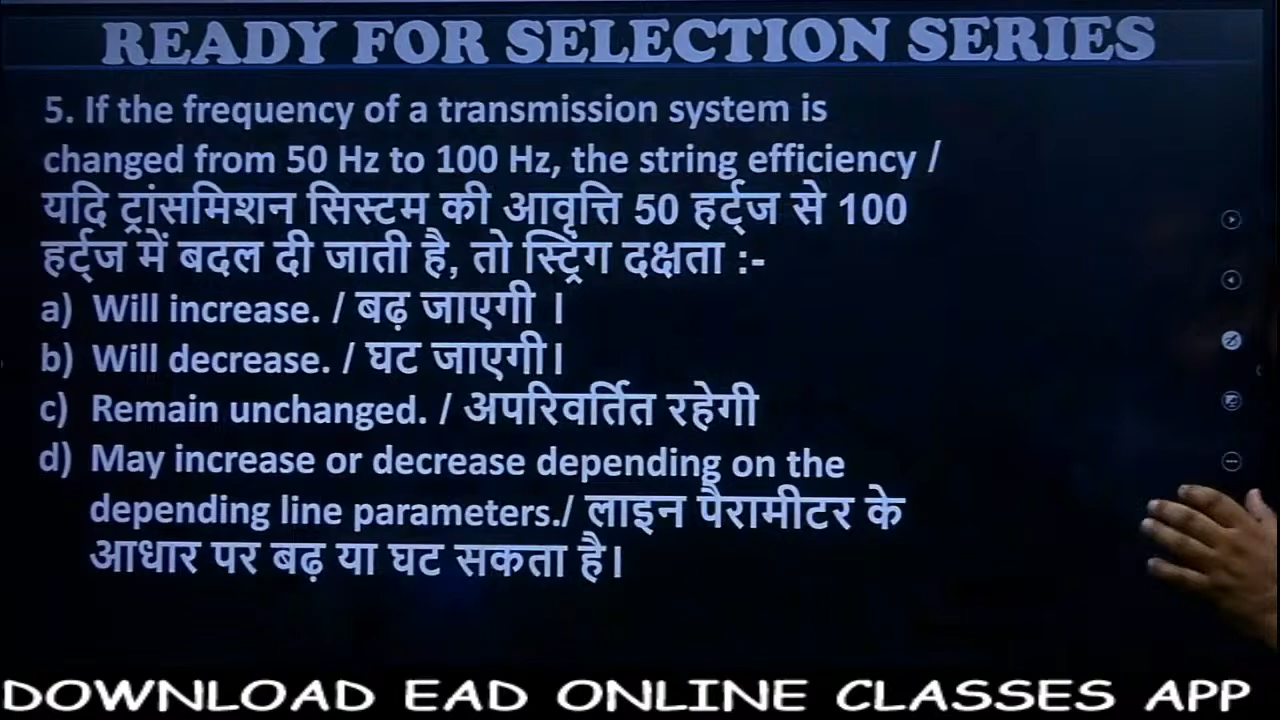 READY FOR SELECTION SERIES
5. If the frequency of a transmission system is
changed from 50 Hz to 100 Hz, the string efficiency /
यदि ट्रांसमिशन सिस्टम की आवृत्ति 50 हर्ट्ज से 100
हर्ट्ज में बदल दी जाती है, तो स्ट्रिंग दक्षता :-
a) Will increase. / बढ़ जाएगी ।
b) Will decrease. / घट जाएगी।
c) Remain unchanged. / अपरिवर्तित रहेगी
d) May increase or decrease depending on the
depending line parameters./ लाइन पैरामीटर के
आधार पर बढ़ या घट सकता है।
DOWNLOAD EAD ONLINE CLASSES APP